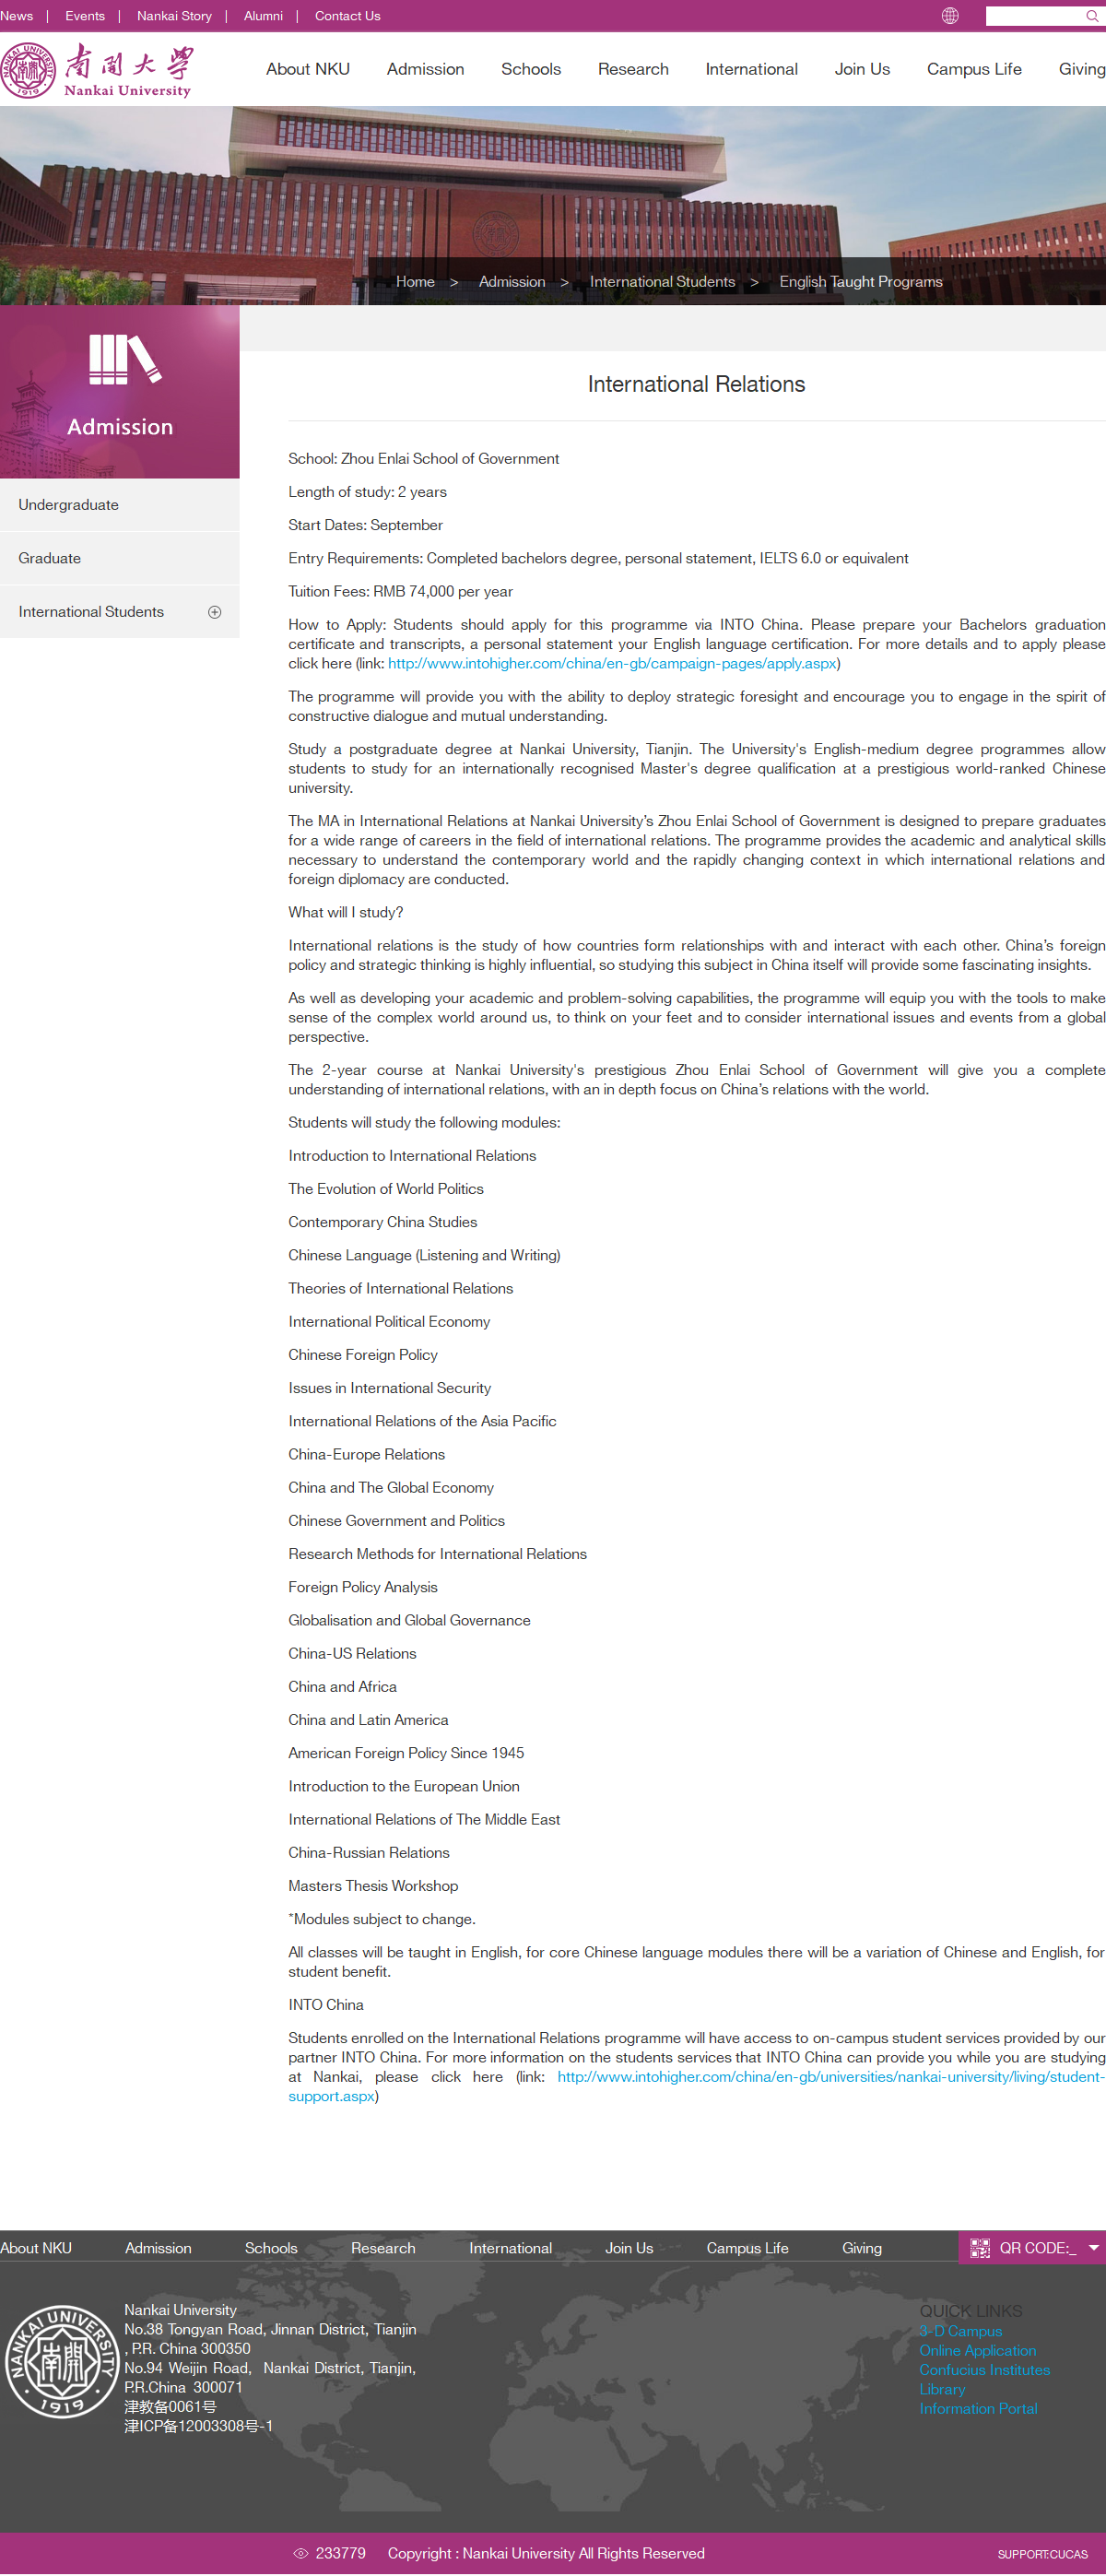 News | Events | Nankai Story | Alumni | Contact Us
NANKAI UNIVERSITY 1919
南开大学
Nankai University
About NKU Admission Schools Research International Join Us Campus Life Giving
Home > Admission > International Students > English Taught Programs
Admission
Undergraduate
Graduate
International Students
International Relations
School: Zhou Enlai School of Government
Length of study: 2 years
Start Dates: September
Entry Requirements: Completed bachelors degree, personal statement, IELTS 6.0 or equivalent
Tuition Fees: RMB 74,000 per year
How to Apply: Students should apply for this programme via INTO China. Please prepare your Bachelors graduation
certificate and transcripts, a personal statement your English language certification. For more details and to apply please
click here (link: http://www.intohigher.com/china/en-gb/campaign-pages/apply.aspx)
The programme will provide you with the ability to deploy strategic foresight and encourage you to engage in the spirit of
constructive dialogue and mutual understanding.
Study a postgraduate degree at Nankai University, Tianjin. The University's English-medium degree programmes allow
students to study for an internationally recognised Master's degree qualification at a prestigious world-ranked Chinese
university.
The MA in International Relations at Nankai University’s Zhou Enlai School of Government is designed to prepare graduates
for a wide range of careers in the field of international relations. The programme provides the academic and analytical skills
necessary to understand the contemporary world and the rapidly changing context in which international relations and
foreign diplomacy are conducted.
What will I study?
International relations is the study of how countries form relationships with and interact with each other. China’s foreign
policy and strategic thinking is highly influential, so studying this subject in China itself will provide some fascinating insights.
As well as developing your academic and problem-solving capabilities, the programme will equip you with the tools to make
sense of the complex world around us, to think on your feet and to consider international issues and events from a global
perspective.
The 2-year course at Nankai University's prestigious Zhou Enlai School of Government will give you a complete
understanding of international relations, with an in depth focus on China’s relations with the world.
Students will study the following modules:
Introduction to International Relations
The Evolution of World Politics
Contemporary China Studies
Chinese Language (Listening and Writing)
Theories of International Relations
International Political Economy
Chinese Foreign Policy
Issues in International Security
International Relations of the Asia Pacific
China-Europe Relations
China and The Global Economy
Chinese Government and Politics
Research Methods for International Relations
Foreign Policy Analysis
Globalisation and Global Governance
China-US Relations
China and Africa
China and Latin America
American Foreign Policy Since 1945
Introduction to the European Union
International Relations of The Middle East
China-Russian Relations
Masters Thesis Workshop
*Modules subject to change.
All classes will be taught in English, for core Chinese language modules there will be a variation of Chinese and English, for
student benefit.
INTO China
Students enrolled on the International Relations programme will have access to on-campus student services provided by our
partner INTO China. For more information on the students services that INTO China can provide you while you are studying
at Nankai, please click here (link: http://www.intohigher.com/china/en-gb/universities/nankai-university/living/student-
support.aspx)
About NKU Admission Schools Research International Join Us Campus Life Giving QR CODE:_
NANKAI UNIVERSITY 1919
Nankai University
No.38 Tongyan Road, Jinnan District, Tianjin
, P.R. China 300350
No.94 Weijin Road, Nankai District, Tianjin,
P.R.China 300071
津教备0061号
津ICP备12003308号-1
QUICK LINKS
3-D Campus
Online Application
Confucius Institutes
Library
Information Portal
233779 Copyright : Nankai University All Rights Reserved
SUPPORT:CUCAS